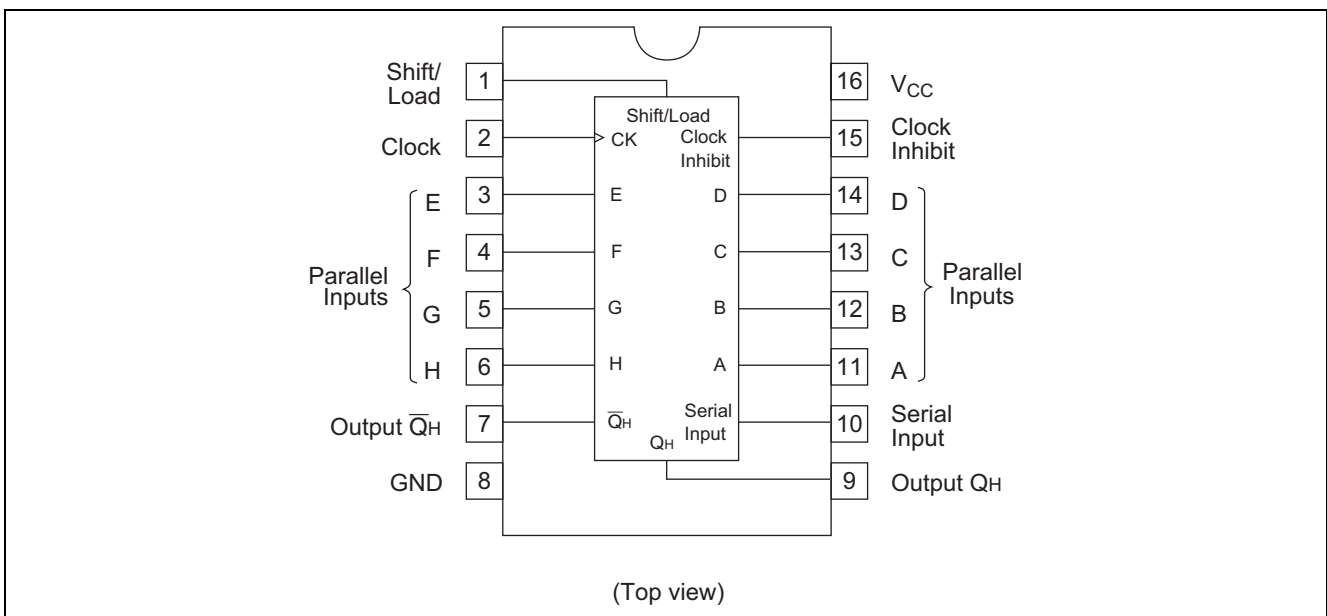 Shift/
Load
1
16
VCC
Shift/Load
Clock
2
CK
Clock
Inhibit
15
Clock
Inhibit
E
3
E
D
14
D
F
4
F
C
13
C
Parallel
Inputs
Parallel
Inputs
G
5
G
B
12
B
H
6
H
A
11
A
Output Q̅H
7
Q̅H
Serial
Input
10
Serial
Input
QH
GND
8
9
Output QH
(Top view)